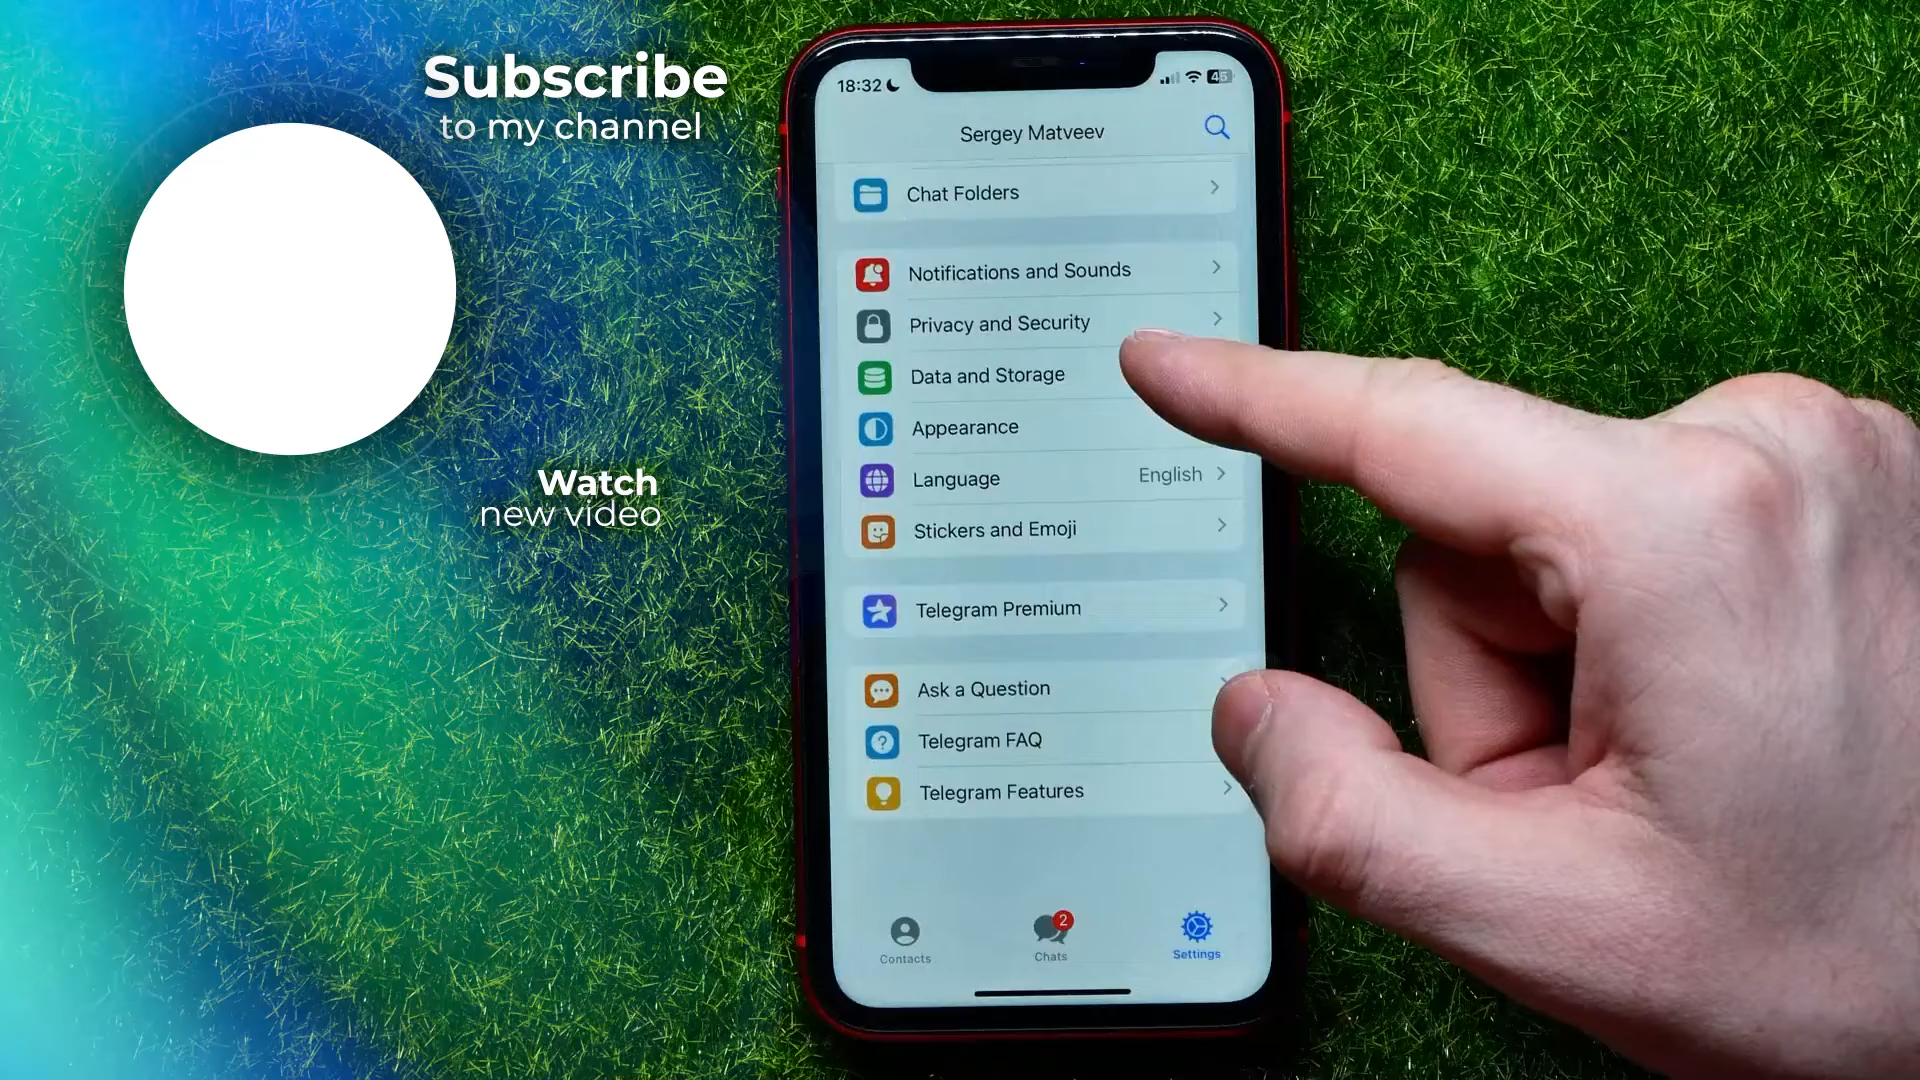 Subscribe
to my channel
Watch
new video
18:32
45
Sergey Matveev
Chat Folders
Notifications and Sounds
Privacy and Security
Data and Storage
Appearance
Language English
Stickers and Emoji
Telegram Premium
Ask a Question
Telegram FAQ
Telegram Features
2
Contacts
Chats
Settings